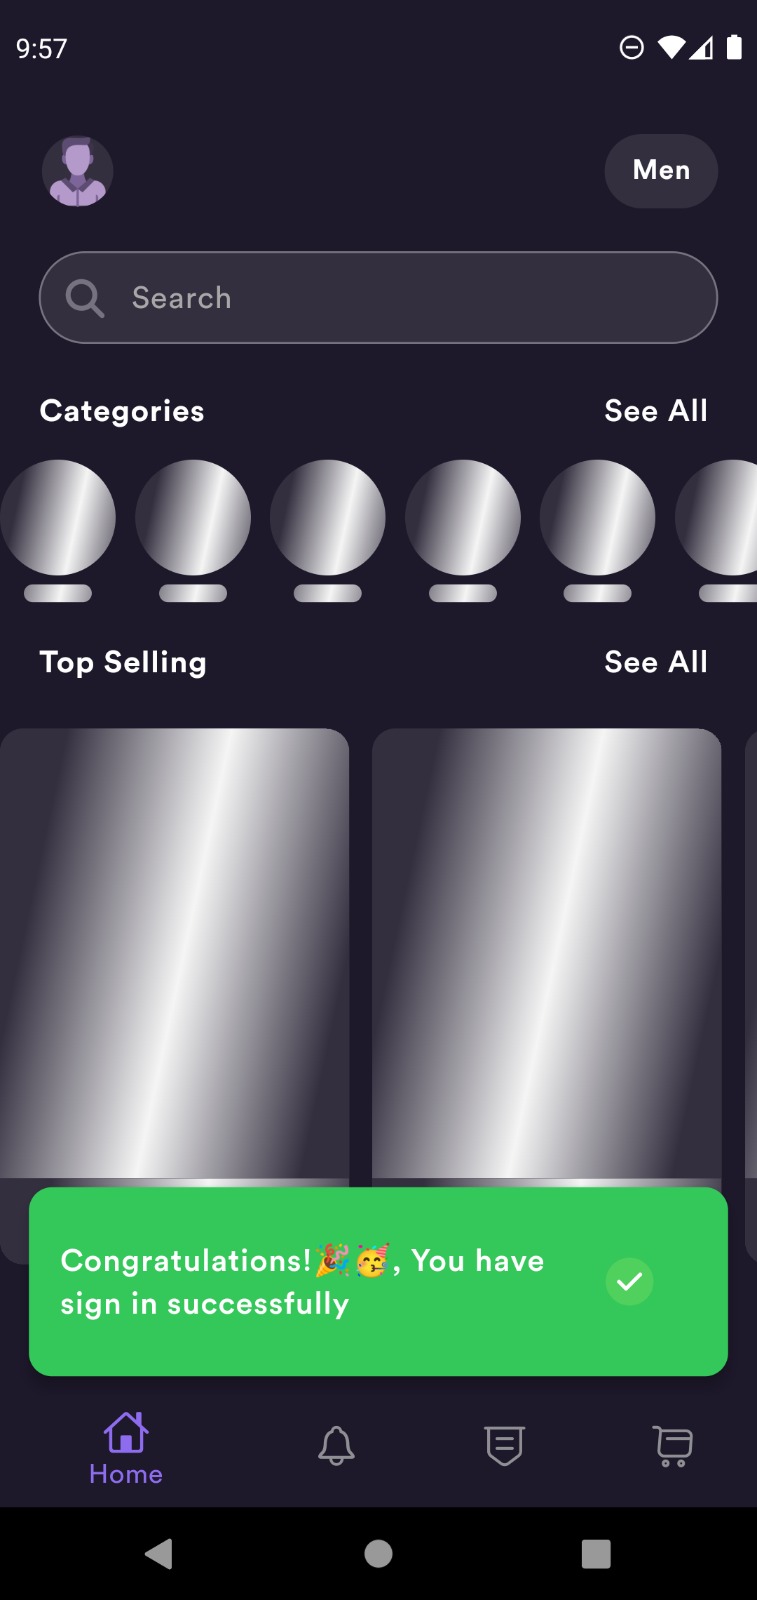 9:57
Men
Search
Categories See All
Top Selling See All
Congratulations!🎉🥳, You have
sign in successfully
Home